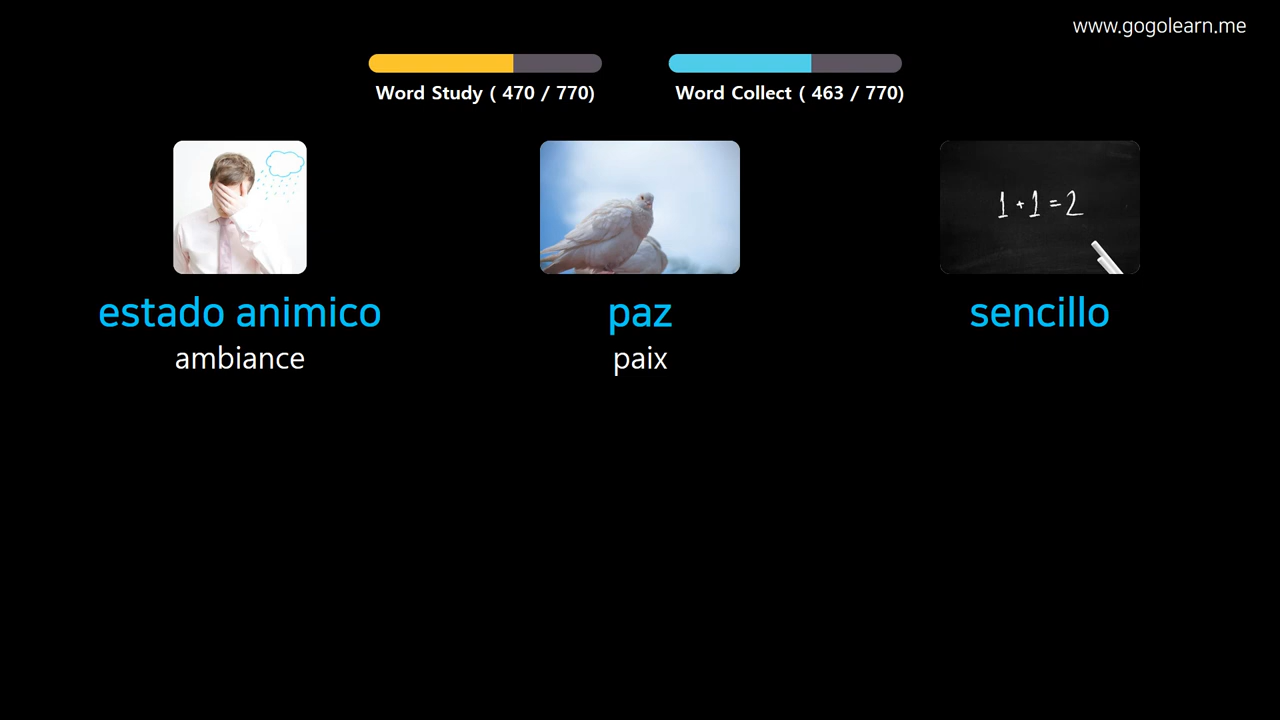 www.gogolearn.me
Word Study ( 470 / 770)
Word Collect ( 463 / 770)
1 + 1 = 2
estado animico
paz
sencillo
ambiance
paix